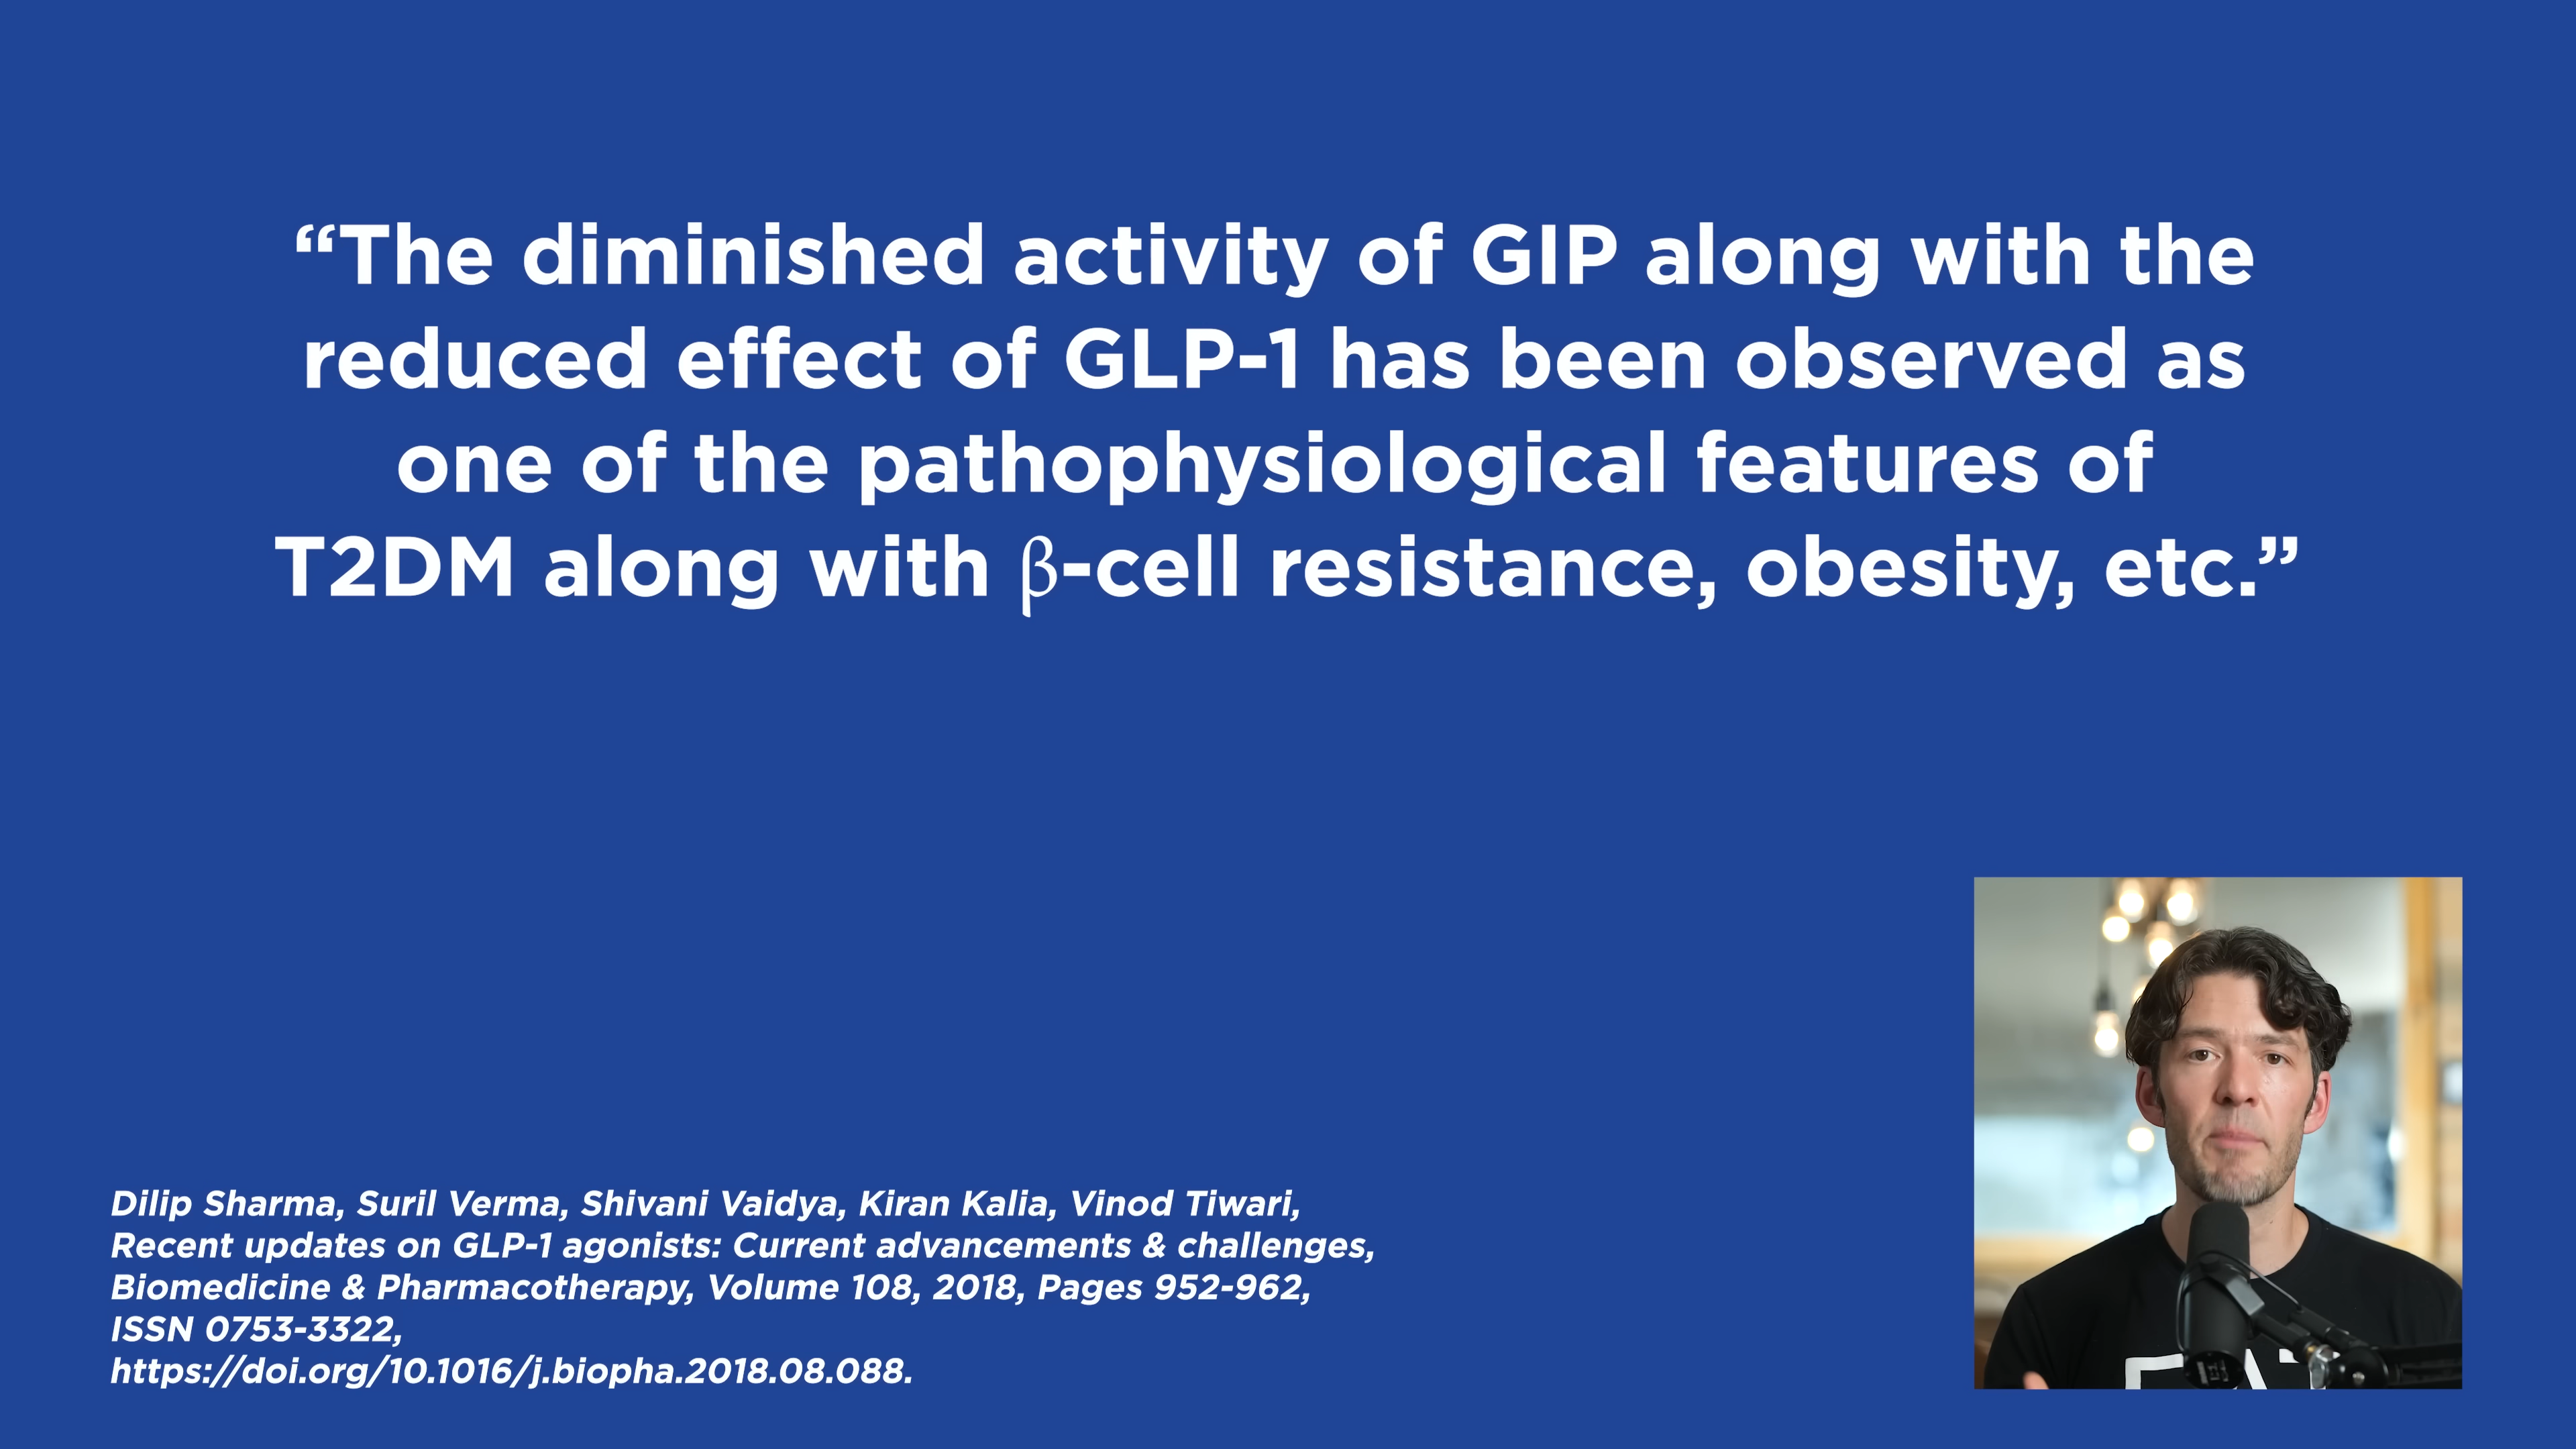 “The diminished activity of GIP along with the
reduced effect of GLP-1 has been observed as
one of the pathophysiological features of
T2DM along with β-cell resistance, obesity, etc.”
Dilip Sharma, Suril Verma, Shivani Vaidya, Kiran Kalia, Vinod Tiwari,
Recent updates on GLP-1 agonists: Current advancements & challenges,
Biomedicine & Pharmacotherapy, Volume 108, 2018, Pages 952-962,
ISSN 0753-3322,
https://doi.org/10.1016/j.biopha.2018.08.088.